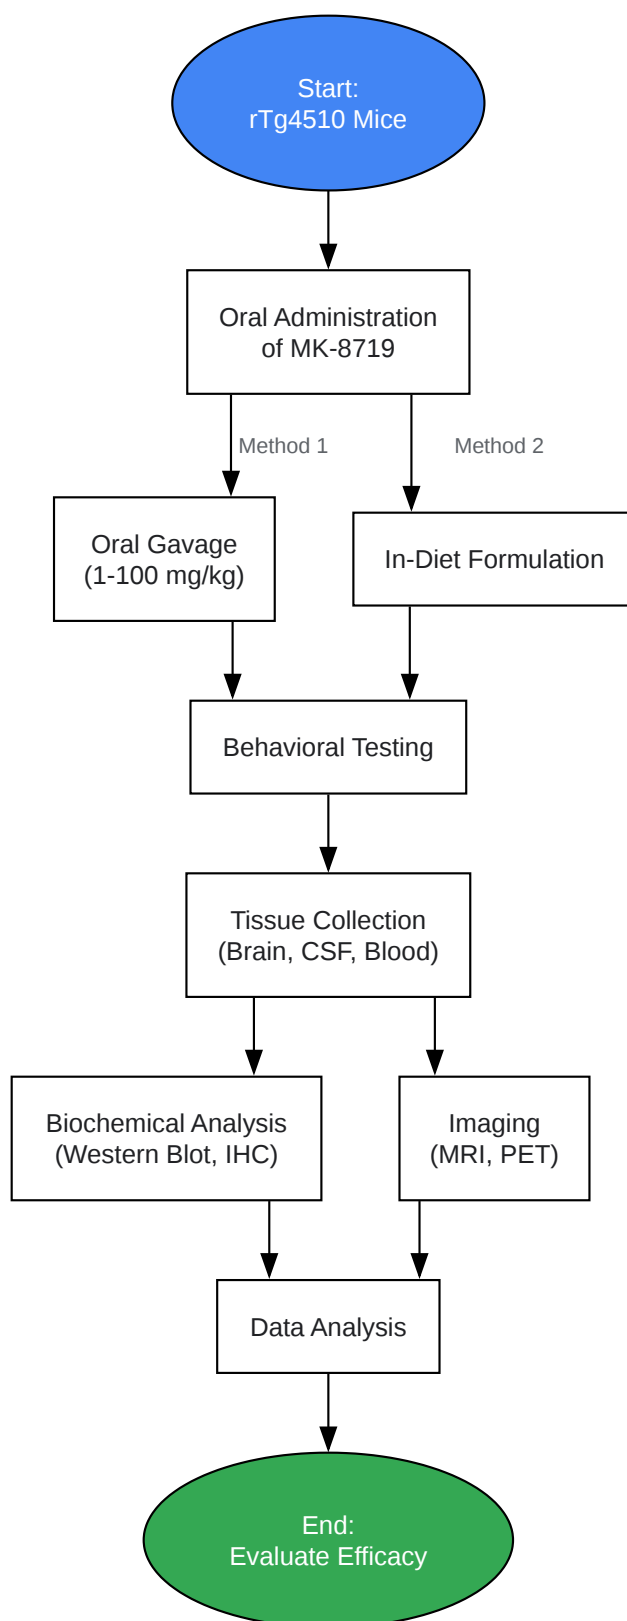 Start:
rTg4510 Mice
Oral Administration
of MK-8719
Method 1
Method 2
Oral Gavage
(1-100 mg/kg)
In-Diet Formulation
Behavioral Testing
Tissue Collection
(Brain, CSF, Blood)
Biochemical Analysis
(Western Blot, IHC)
Imaging
(MRI, PET)
Data Analysis
End:
Evaluate Efficacy